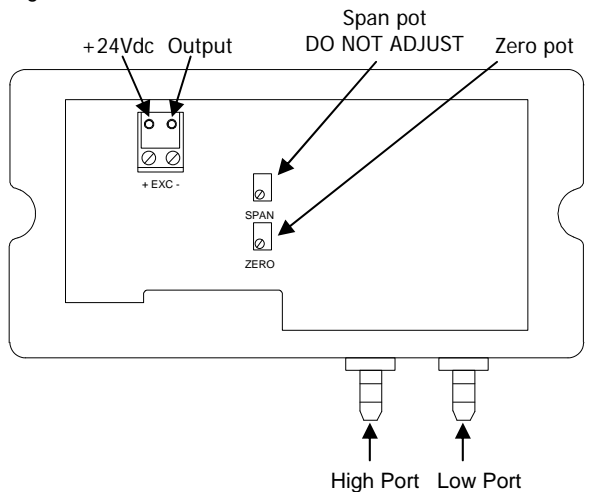 Span pot
DO NOT ADJUST
+24Vdc Output
Zero pot
+ EXC -
SPAN
ZERO
High Port Low Port